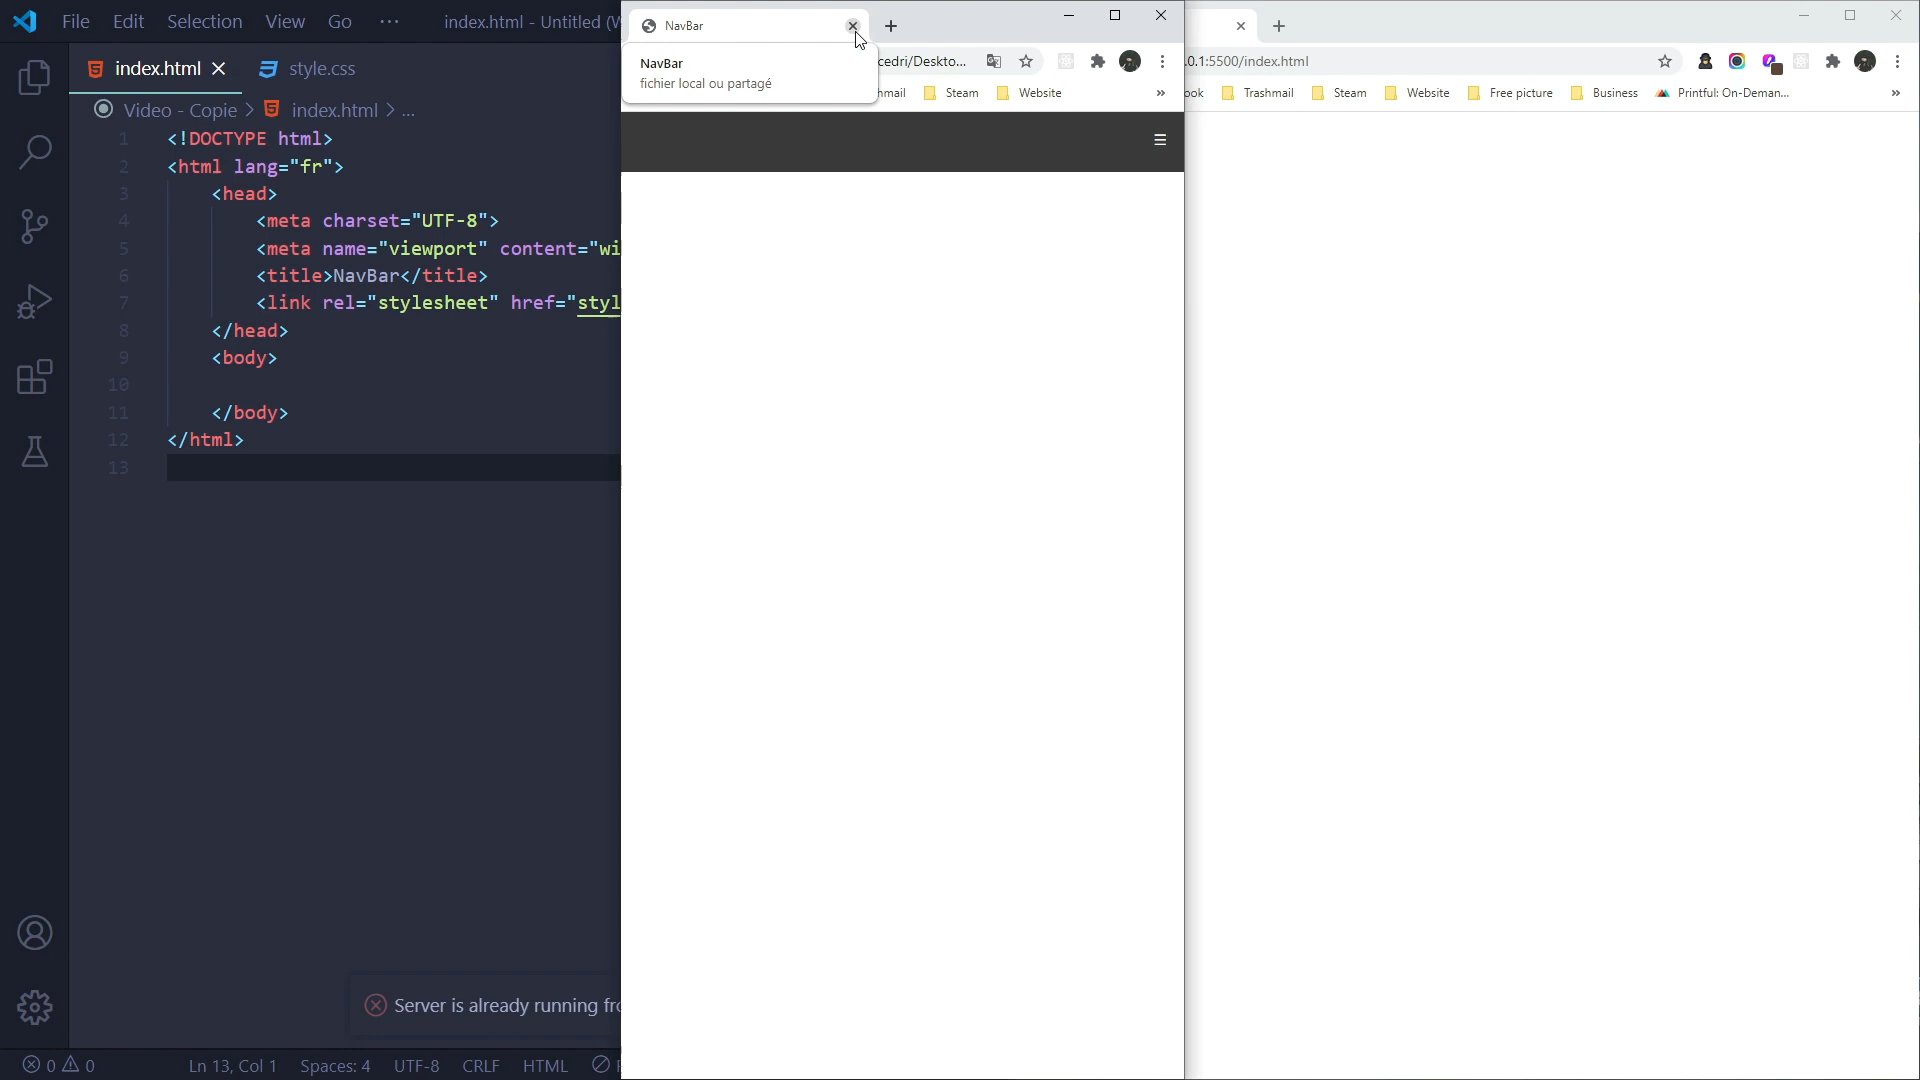 File Edit Selection View Go ··· index.html - Untitled (W
index.html style.css
Video - Copie > index.html > ...
1 <!DOCTYPE html>
2 <html lang="fr">
3 <head>
4 <meta charset="UTF-8">
5 <meta name="viewport" content="wi
6 <title>NavBar</title>
7 <link rel="stylesheet" href="styl
8 </head>
9 <body>
10
11 </body>
12 </html>
13
Server is already running fro
0 0 Ln 13, Col 1 Spaces: 4 UTF-8 CRLF HTML
NavBar
NavBar
fichier local ou partagé
cedri/Deskto...
hmail Steam Website »
☰
.0.1:5500/index.html
ook Trashmail Steam Website Free picture Business Printful: On-Deman... »